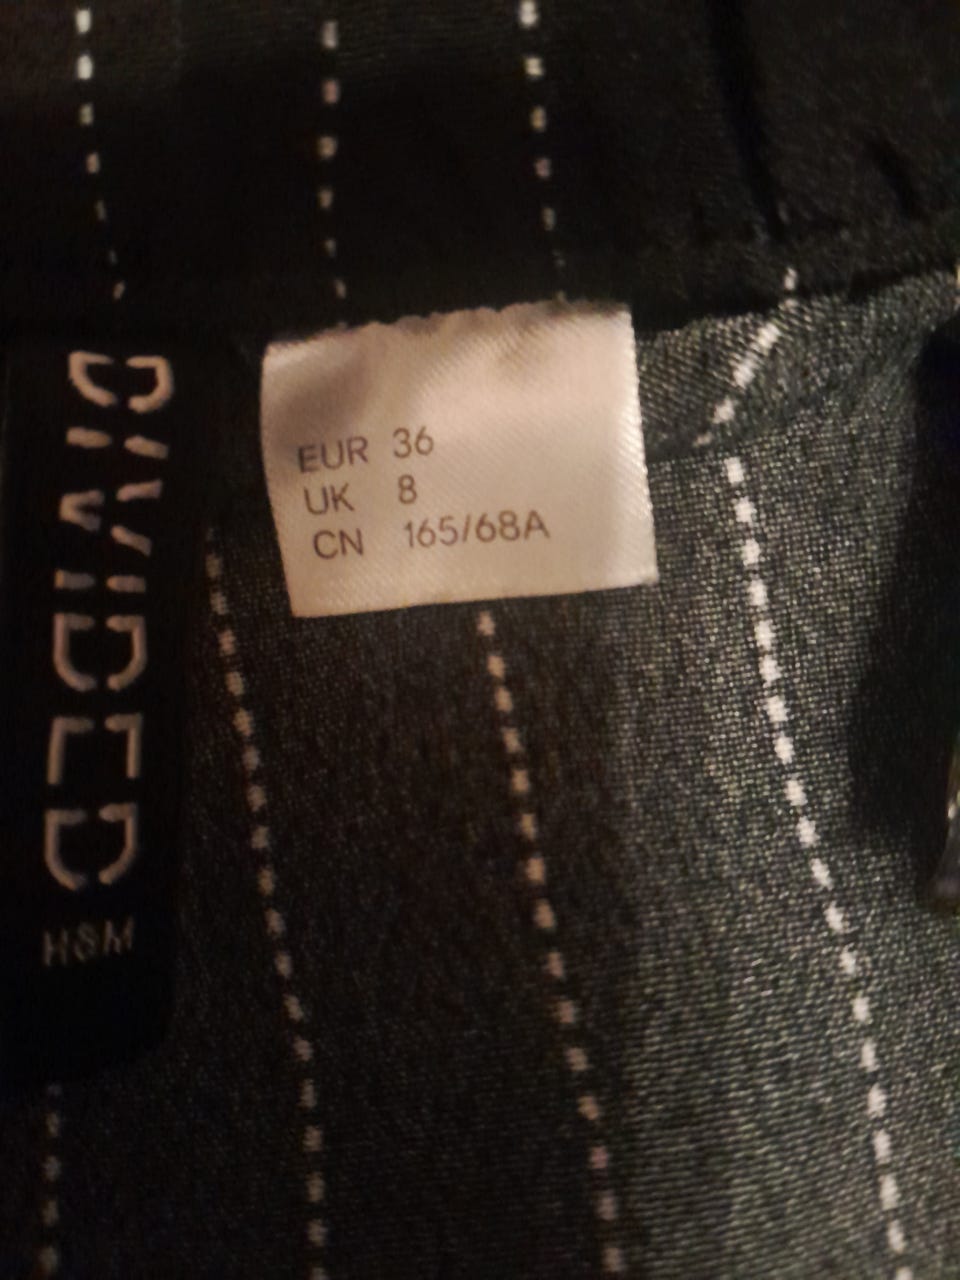 DIVIDED
H&M
EUR 36
UK 8
CN 165/68A